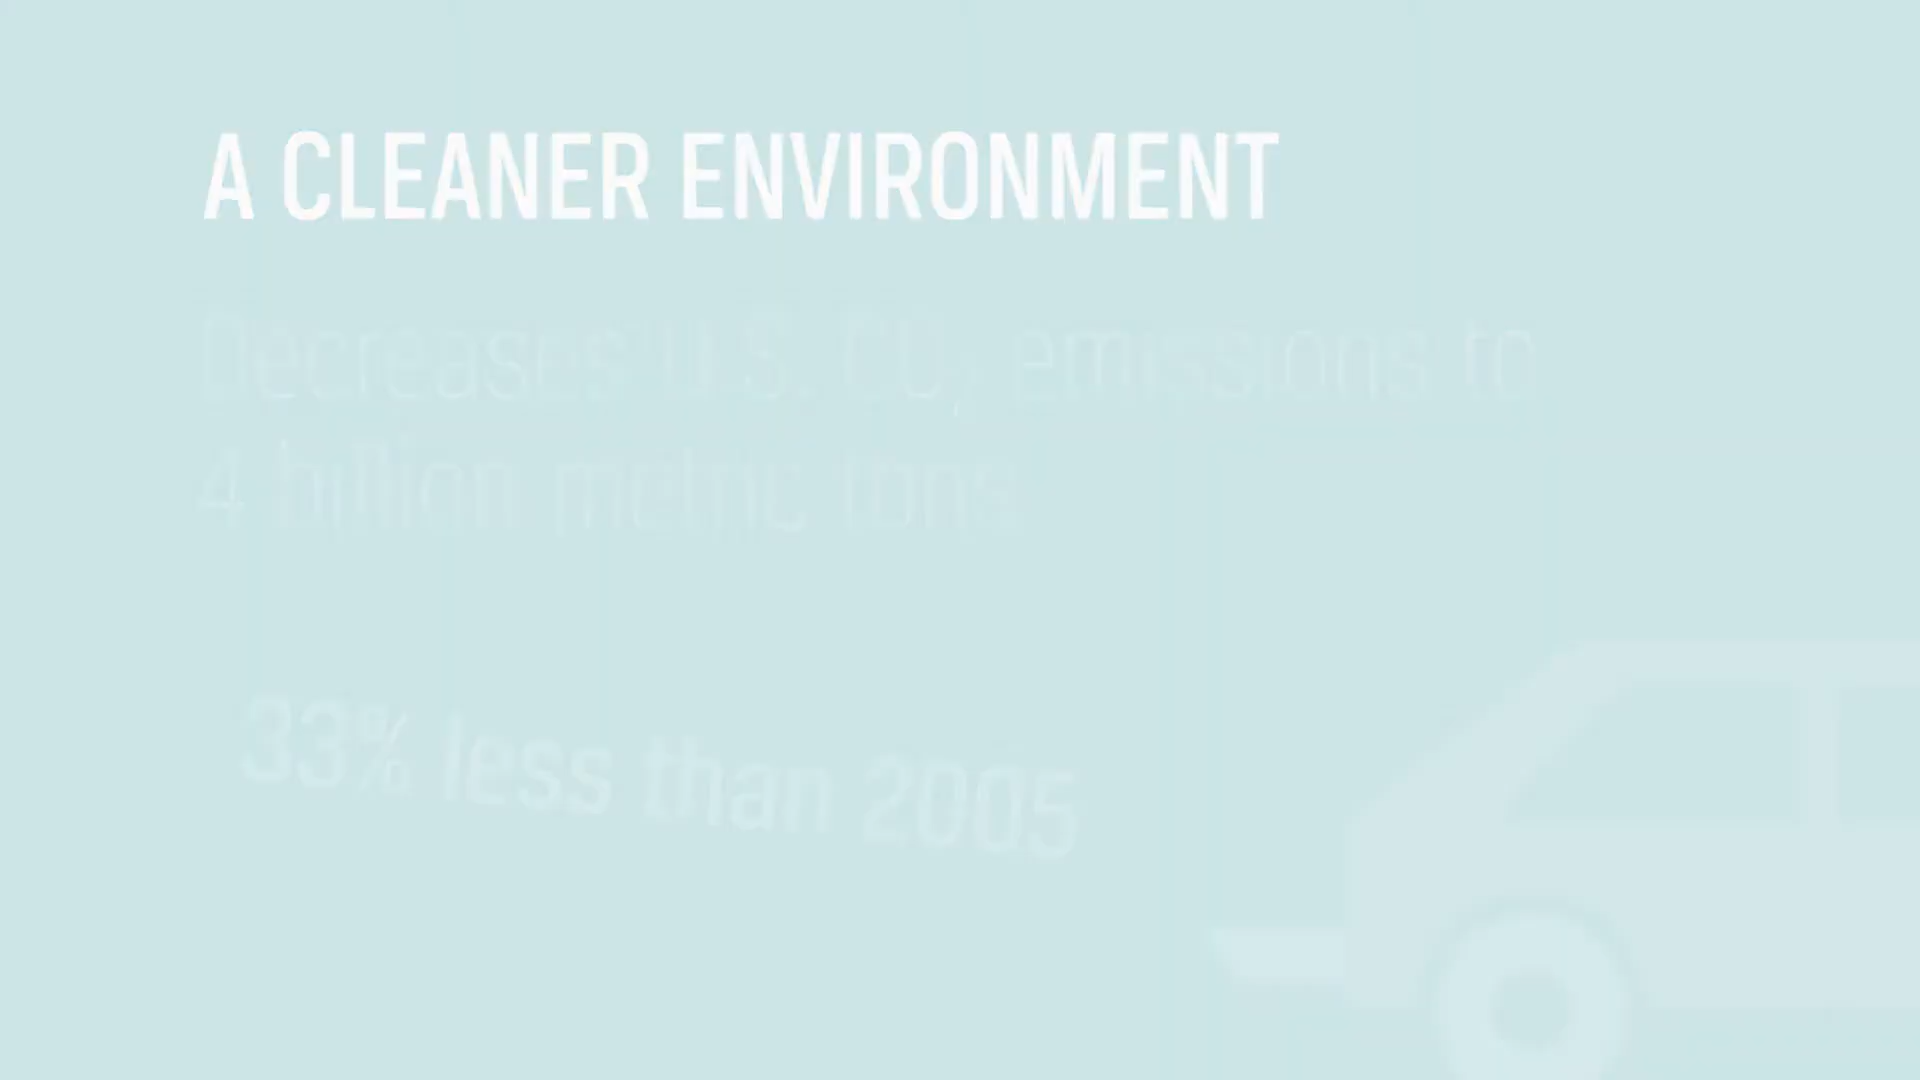 A CLEANER ENVIRONMENT
Decreases U.S. CO₂ emissions to
4 billion metric tons
33% less than 2005